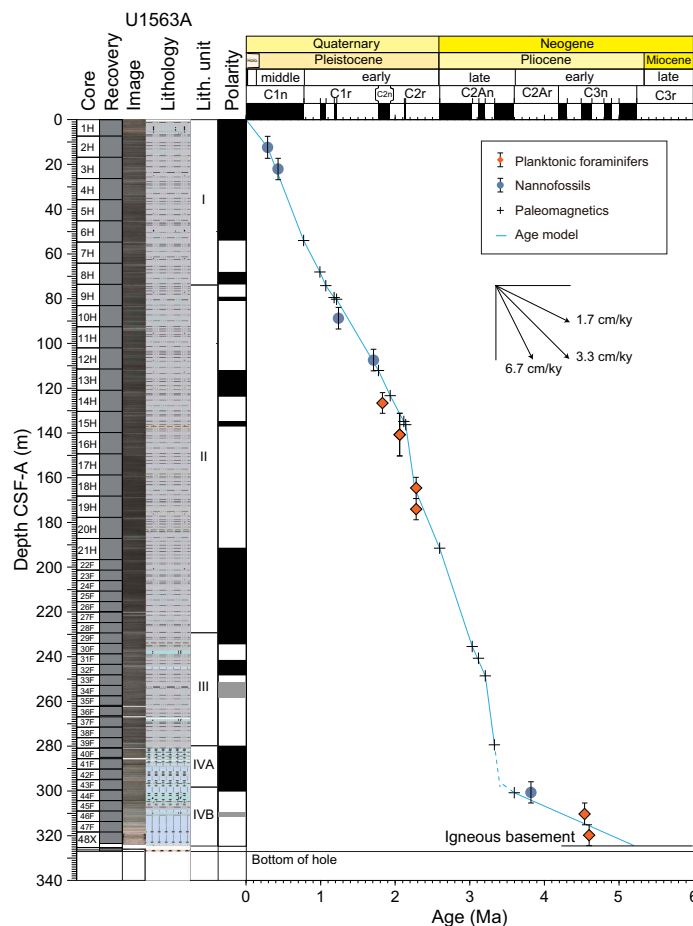 U1563A
Core
Recovery
Image
Lithology
Lith. unit
Polarity
Quaternary
Neogene
Pleistocene
Pliocene
Miocene
middle
early
late
early
late
C1n
C1r
C2n
C2r
C2An
C2Ar
C3n
C3r
0
20
40
60
80
100
120
140
160
180
200
220
240
260
280
300
320
340
Depth CSF-A (m)
1H
2H
3H
4H
5H
6H
7H
8H
9H
10H
11H
12H
13H
14H
15H
16H
17H
18H
19H
20H
21H
22F
23F
24F
25F
26F
27F
28F
29F
30F
31F
32F
33F
34F
35F
36F
37F
38F
39F
40F
41F
42F
43F
44F
45F
46F
47F
48X
I
II
III
IVA
IVB
Planktonic foraminifers
Nannofossils
Paleomagnetics
Age model
1.7 cm/ky
3.3 cm/ky
6.7 cm/ky
Igneous basement
Bottom of hole
0 1 2 3 4 5 6
Age (Ma)